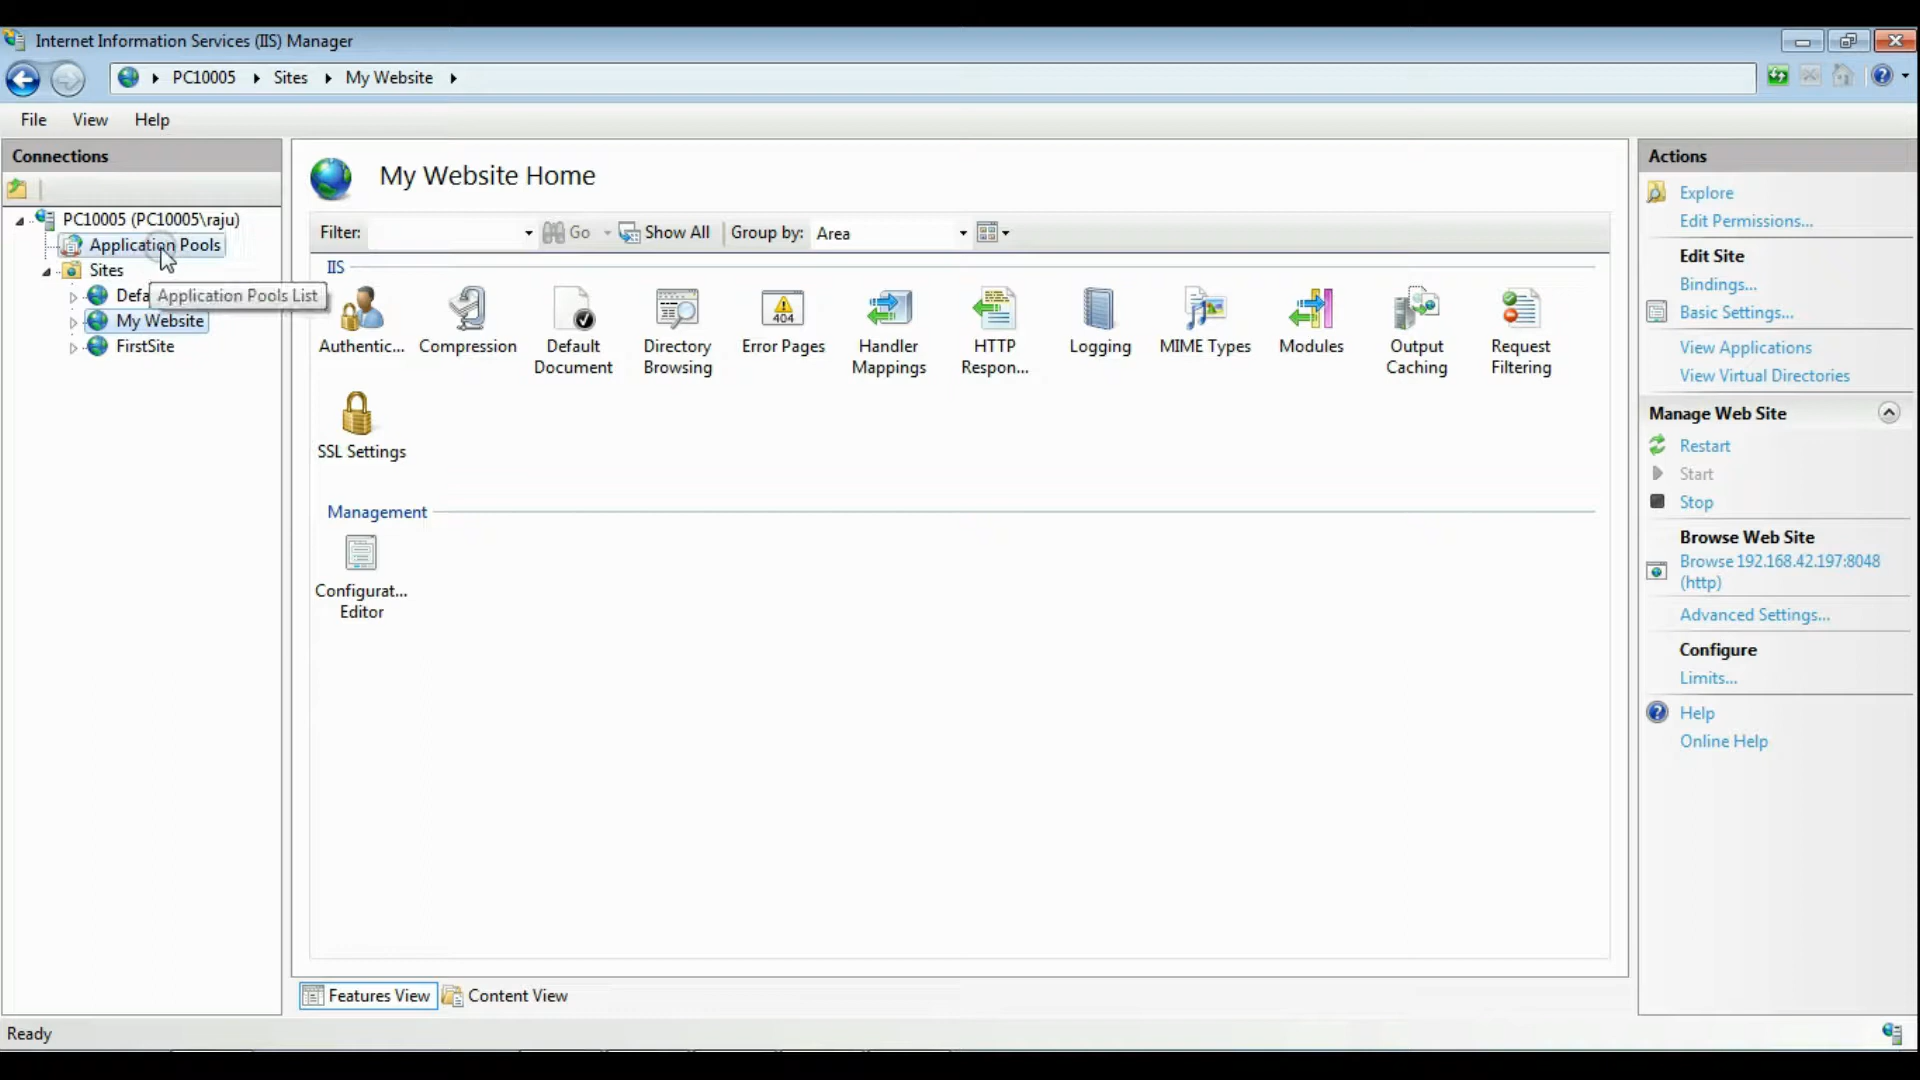 Internet Information Services (IIS) Manager
PC10005 Sites My Website
File View Help
Connections
PC10005 (PC10005\raju)
Application Pools
Sites
Defa
Application Pools List
My Website
FirstSite
My Website Home
Filter: Go Show All Group by: Area
IIS
Authentic...
Compression
Default
Document
Directory
Browsing
Error Pages
404
Handler
Mappings
HTTP
Respon...
Logging
MIME Types
Modules
Output
Caching
Request
Filtering
SSL Settings
Management
Configurat...
Editor
Features View Content View
Actions
Explore
Edit Permissions...
Edit Site
Bindings...
Basic Settings...
View Applications
View Virtual Directories
Manage Web Site
Restart
Start
Stop
Browse Web Site
Browse 192.168.42.197:8048
(http)
Advanced Settings...
Configure
Limits...
Help
Online Help
Ready